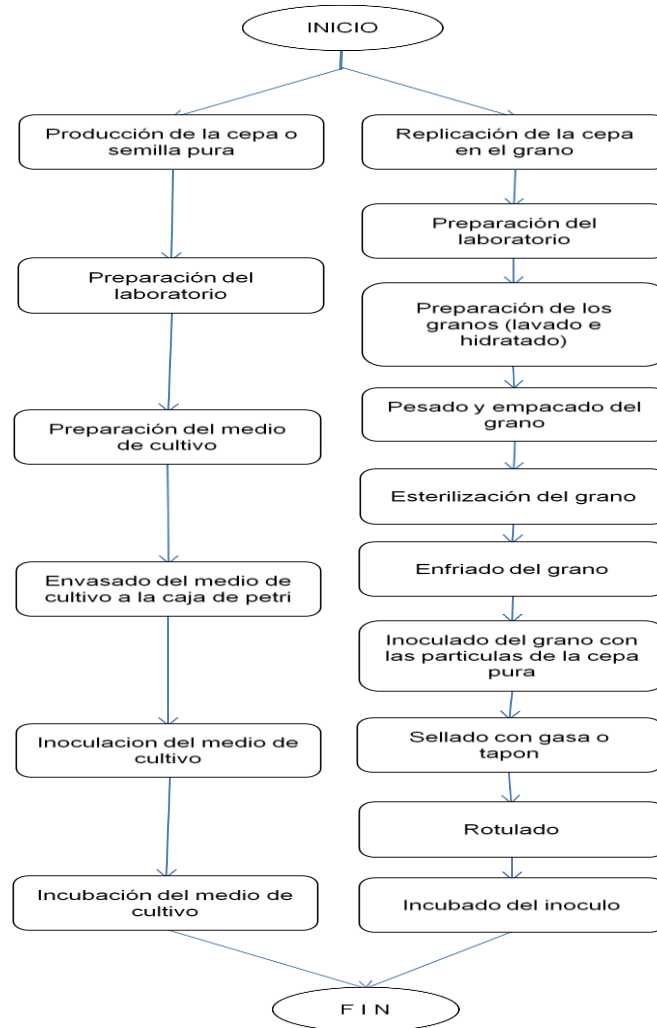 INICIO
Producción de la cepa o
semilla pura
Preparación del
laboratorio
Preparación del medio
de cultivo
Envasado del medio de
cultivo a la caja de petri
Inoculacion del medio de
cultivo
Incubación del medio de
cultivo
Replicación de la cepa
en el grano
Preparación del
laboratorio
Preparación de los
granos (lavado e
hidratado)
Pesado y empacado del
grano
Esterilización del grano
Enfriado del grano
Inoculado del grano con
las particulas de la cepa
pura
Sellado con gasa o
tapon
Rotulado
Incubado del inoculo
F I N